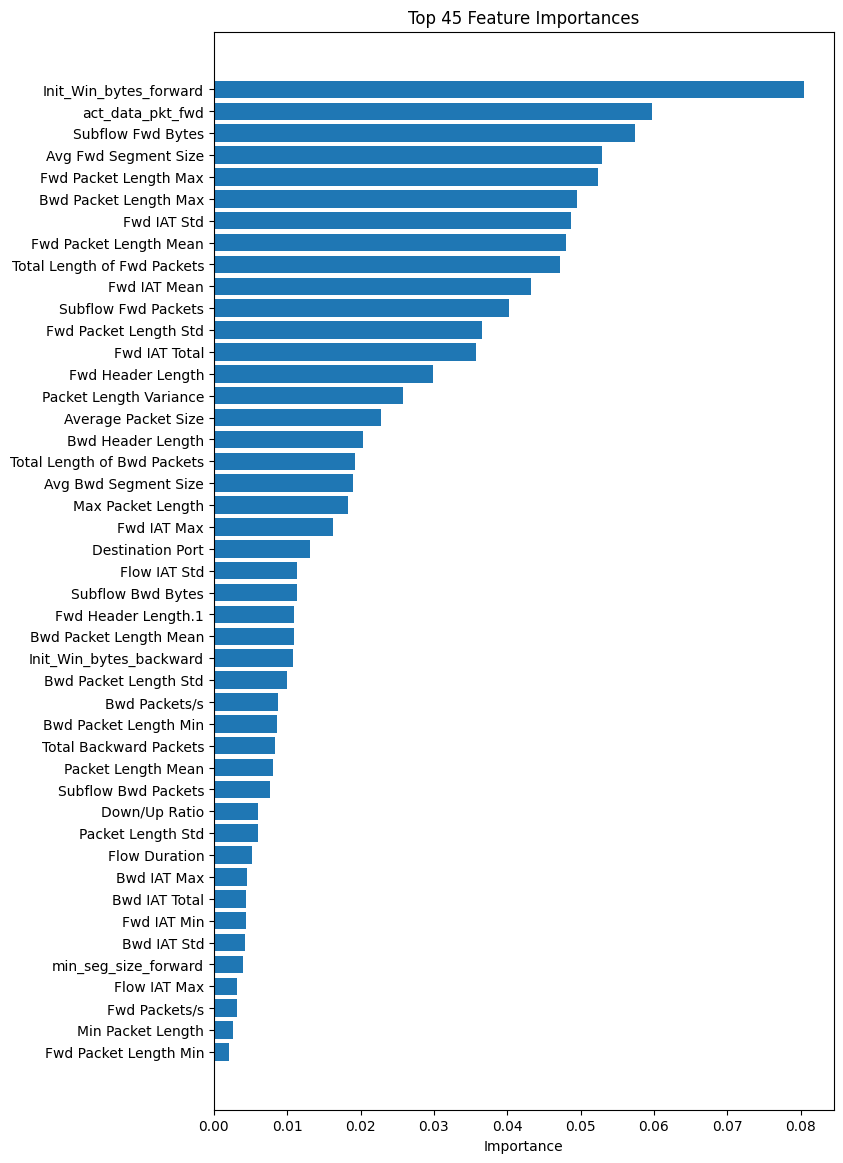 Top 45 Feature Importances
Init_Win_bytes_forward
act_data_pkt_fwd
Subflow Fwd Bytes
Avg Fwd Segment Size
Fwd Packet Length Max
Bwd Packet Length Max
Fwd IAT Std
Fwd Packet Length Mean
Total Length of Fwd Packets
Fwd IAT Mean
Subflow Fwd Packets
Fwd Packet Length Std
Fwd IAT Total
Fwd Header Length
Packet Length Variance
Average Packet Size
Bwd Header Length
Total Length of Bwd Packets
Avg Bwd Segment Size
Max Packet Length
Fwd IAT Max
Destination Port
Flow IAT Std
Subflow Bwd Bytes
Fwd Header Length.1
Bwd Packet Length Mean
Init_Win_bytes_backward
Bwd Packet Length Std
Bwd Packets/s
Bwd Packet Length Min
Total Backward Packets
Packet Length Mean
Subflow Bwd Packets
Down/Up Ratio
Packet Length Std
Flow Duration
Bwd IAT Max
Bwd IAT Total
Fwd IAT Min
Bwd IAT Std
min_seg_size_forward
Flow IAT Max
Fwd Packets/s
Min Packet Length
Fwd Packet Length Min
0.00 0.01 0.02 0.03 0.04 0.05 0.06 0.07 0.08
Importance